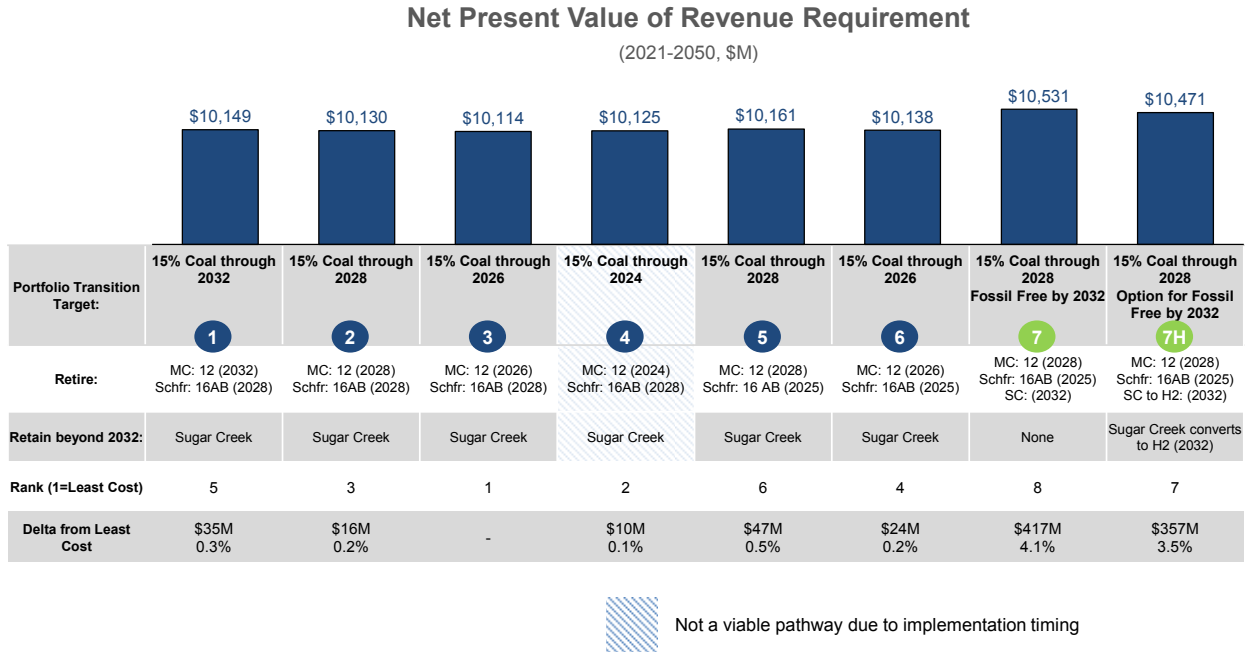 Net Present Value of Revenue Requirement
(2021-2050, $M)
$10,149 $10,130 $10,114 $10,125 $10,161 $10,138 $10,531 $10,471
Portfolio Transition
Target:
15% Coal through
2032
1
15% Coal through
2028
2
15% Coal through
2026
3
15% Coal through
2024
4
15% Coal through
2028
5
15% Coal through
2026
6
15% Coal through
2028
Fossil Free by 2032
7
15% Coal through
2028
Option for Fossil
Free by 2032
7H
Retire:
MC: 12 (2032)
Schfr: 16AB (2028)
MC: 12 (2028)
Schfr: 16AB (2028)
MC: 12 (2026)
Schfr: 16AB (2028)
MC: 12 (2024)
Schfr: 16AB (2028)
MC: 12 (2028)
Schfr: 16 AB (2025)
MC: 12 (2026)
Schfr: 16AB (2025)
MC: 12 (2028)
Schfr: 16AB (2025)
SC: (2032)
MC: 12 (2028)
Schfr: 16AB (2025)
SC to H2: (2032)
Retain beyond 2032:
Sugar Creek
Sugar Creek
Sugar Creek
Sugar Creek
Sugar Creek
Sugar Creek
None
Sugar Creek converts
to H2 (2032)
Rank (1=Least Cost) 5 3 1 2 6 4 8 7
Delta from Least
Cost
$35M
0.3%
$16M
0.2%
-
$10M
0.1%
$47M
0.5%
$24M
0.2%
$417M
4.1%
$357M
3.5%
Not a viable pathway due to implementation timing